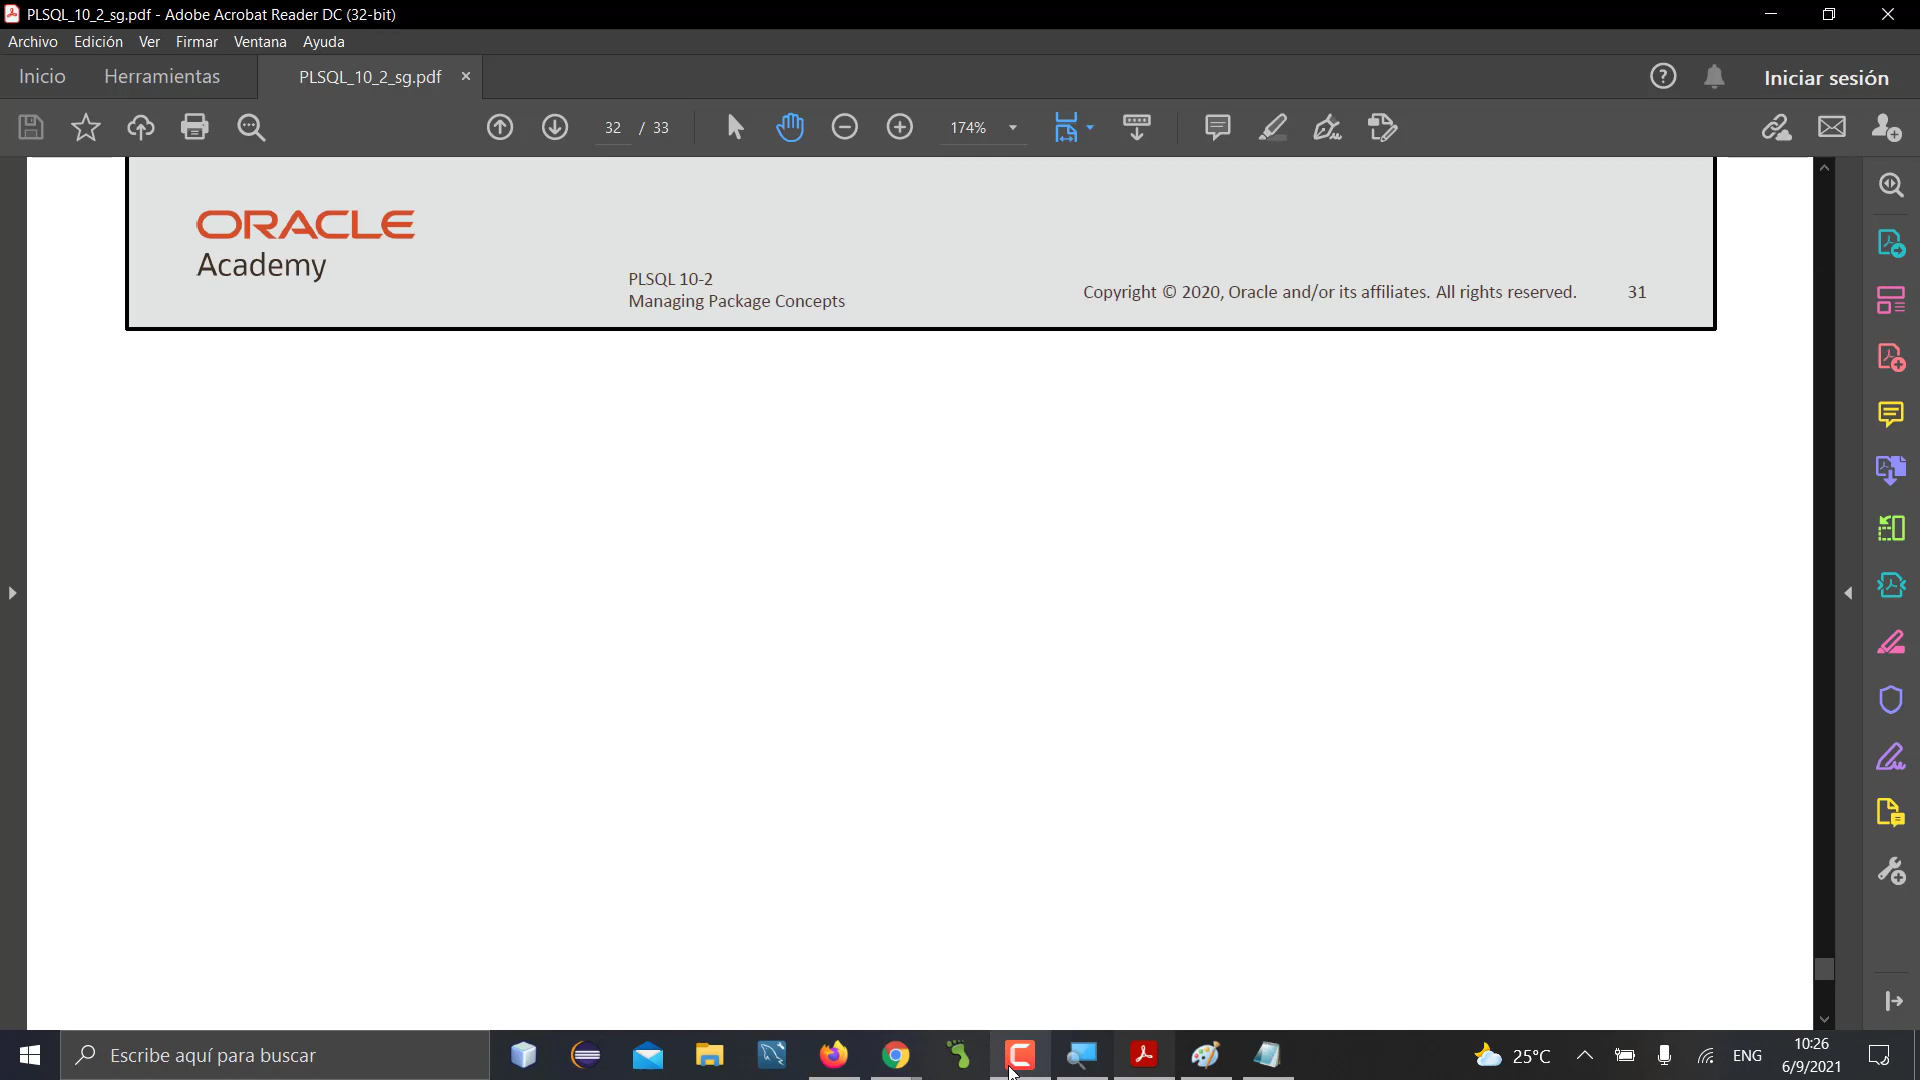 PLSQL_10_2_sg.pdf - Adobe Acrobat Reader DC (32-bit)
Archivo Edición Ver Firmar Ventana Ayuda
Inicio Herramientas PLSQL_10_2_sg.pdf × Iniciar sesión
32 / 33 174%
ORACLE
Academy
PLSQL 10-2
Managing Package Concepts
Copyright © 2020, Oracle and/or its affiliates. All rights reserved. 31
Escribe aquí para buscar
25°C ENG
10:26
6/9/2021